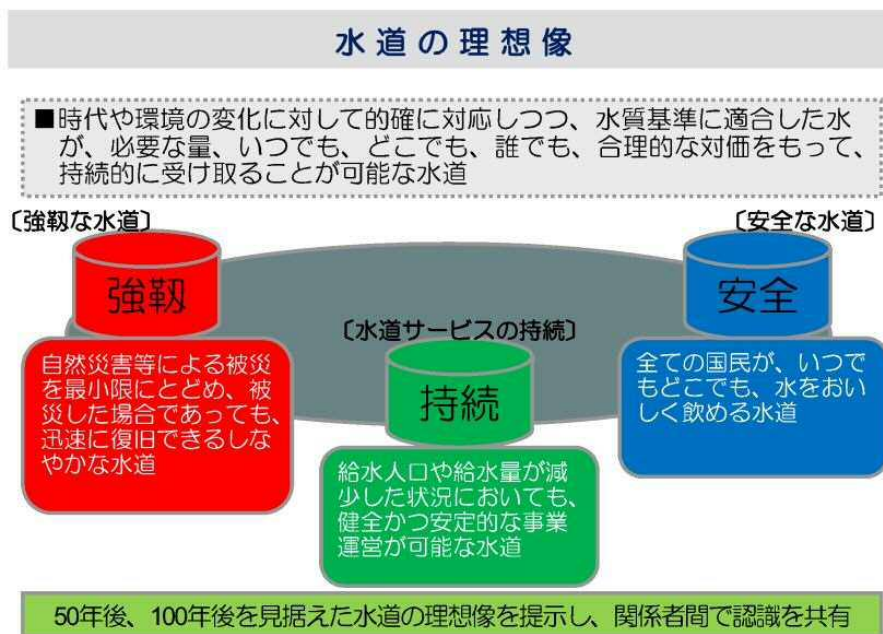 水道の理想像
■時代や環境の変化に対して的確に対応しつつ、水質基準に適合した水
が、必要な量、いつでも、どこでも、誰でも、合理的な対価をもって、
持続的に受け取ることが可能な水道
〔強靱な水道〕
強靱
自然災害等による被災
を最小限にとどめ、被
災した場合であっても、
迅速に復旧できるしな
やかな水道
〔水道サービスの持続〕
持続
給水人口や給水量が減
少した状況においても、
健全かつ安定的な事業
運営が可能な水道
〔安全な水道〕
安全
全ての国民が、いつで
もどこでも、水をおい
しく飲める水道
50年後、100年後を見据えた水道の理想像を提示し、関係者間で認識を共有